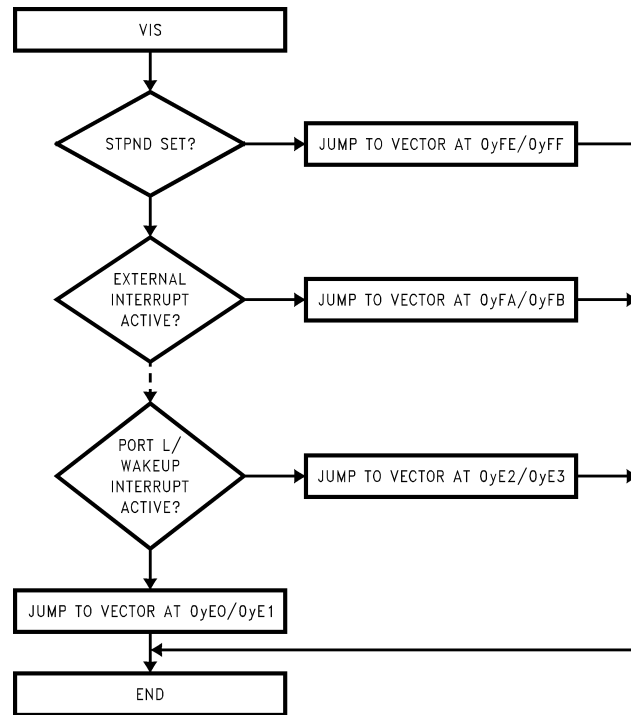 VIS
STPND SET?
JUMP TO VECTOR AT 0yFE/0yFF
EXTERNAL
INTERRUPT
ACTIVE?
JUMP TO VECTOR AT 0yFA/0yFB
PORT L/
WAKEUP
INTERRUPT
ACTIVE?
JUMP TO VECTOR AT 0yE2/0yE3
JUMP TO VECTOR AT 0yE0/0yE1
END